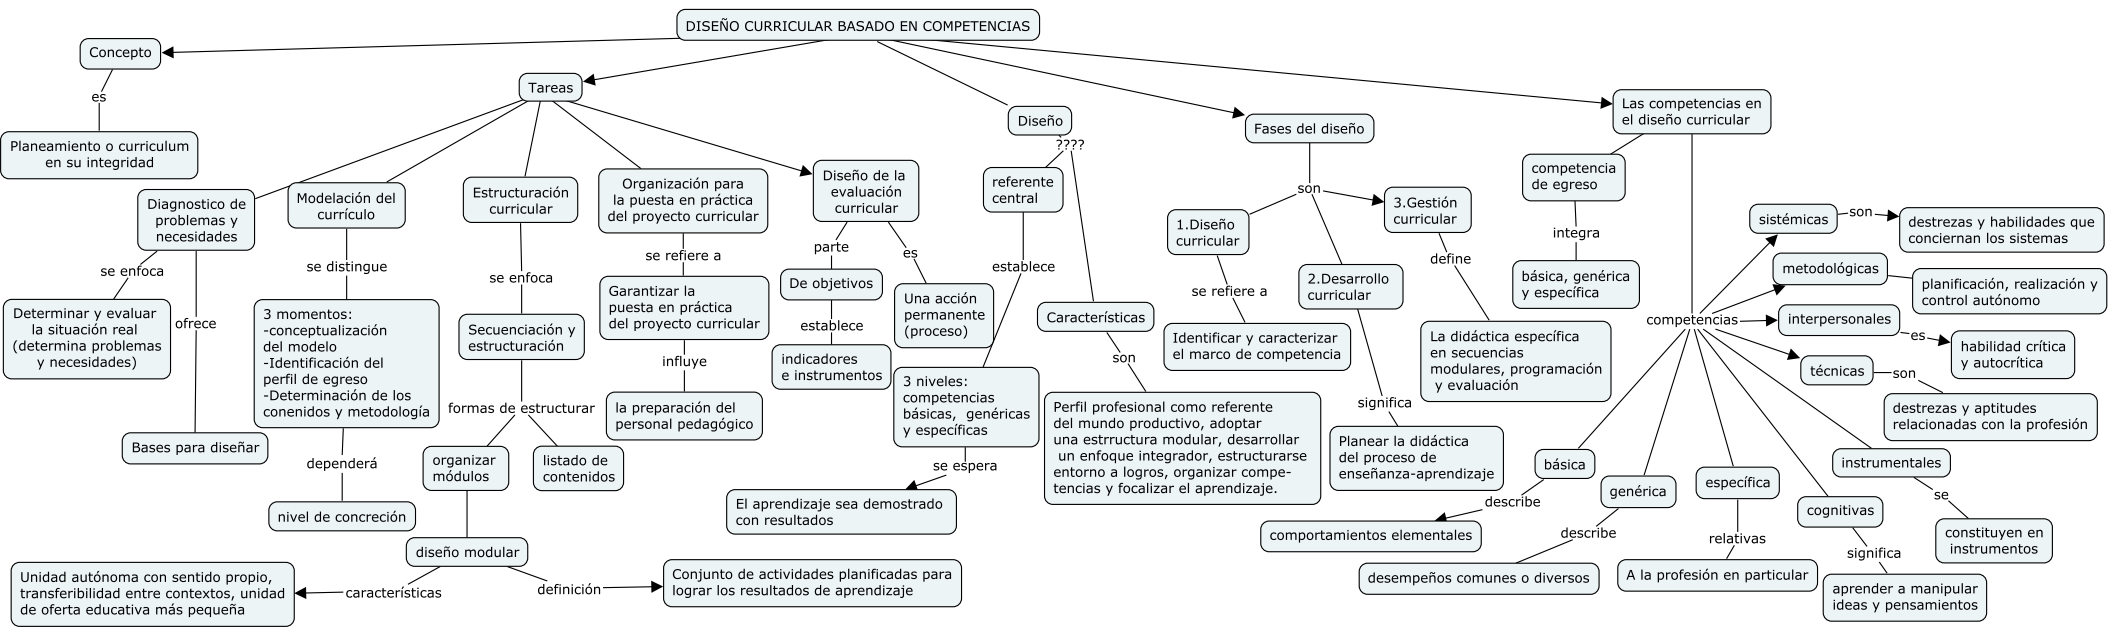 DISEÑO CURRICULAR BASADO EN COMPETENCIAS
Concepto
es
Planeamiento o curriculum
en su integridad
Tareas
Diagnostico de
problemas y
necesidades
se enfoca
Determinar y evaluar
la situación real
(determina problemas
y necesidades)
ofrece
Bases para diseñar
Modelación del
currículo
se distingue
3 momentos:
-conceptualización
del modelo
-Identificación del
perfil de egreso
-Determinación de los
conenidos y metodología
dependerá
nivel de concreción
Estructuración
curricular
se enfoca
Secuenciación y
estructuración
formas de estructurar
organizar
módulos
listado de
contenidos
diseño modular
características
Unidad autónoma con sentido propio,
transferibilidad entre contextos, unidad
de oferta educativa más pequeña
definición
Conjunto de actividades planificadas para
lograr los resultados de aprendizaje
Organización para
la puesta en práctica
del proyecto curricular
se refiere a
Garantizar la
puesta en práctica
del proyecto curricular
influye
la preparación del
personal pedagógico
Diseño de la
evaluación
curricular
parte
De objetivos
establece
indicadores
e instrumentos
es
Una acción
permanente
(proceso)
Diseño
????
referente
central
establece
3 niveles:
competencias
básicas, genéricas
y específicas
se espera
El aprendizaje sea demostrado
con resultados
Características
son
Perfil profesional como referente
del mundo productivo, adoptar
una estructura modular, desarrollar
un enfoque integrador, estructurarse
entorno a logros, organizar compe-
tencias y focalizar el aprendizaje.
Fases del diseño
son
1.Diseño
curricular
se refiere a
Identificar y caracterizar
el marco de competencia
2.Desarrollo
curricular
significa
Planear la didáctica
del proceso de
enseñanza-aprendizaje
3.Gestión
curricular
define
La didáctica específica
en secuencias
modulares, programación
y evaluación
Las competencias en
el diseño curricular
competencia
de egreso
integra
básica, genérica
y específica
competencias
sistémicas
son
destrezas y habilidades que
conciernan los sistemas
metodológicas
planificación, realización y
control autónomo
interpersonales
es
habilidad crítica
y autocrítica
técnicas
son
destrezas y aptitudes
relacionadas con la profesión
básica
describe
comportamientos elementales
genérica
describe
desempeños comunes o diversos
específica
relativas
A la profesión en particular
cognitivas
significa
aprender a manipular
ideas y pensamientos
instrumentales
se
constituyen en
instrumentos